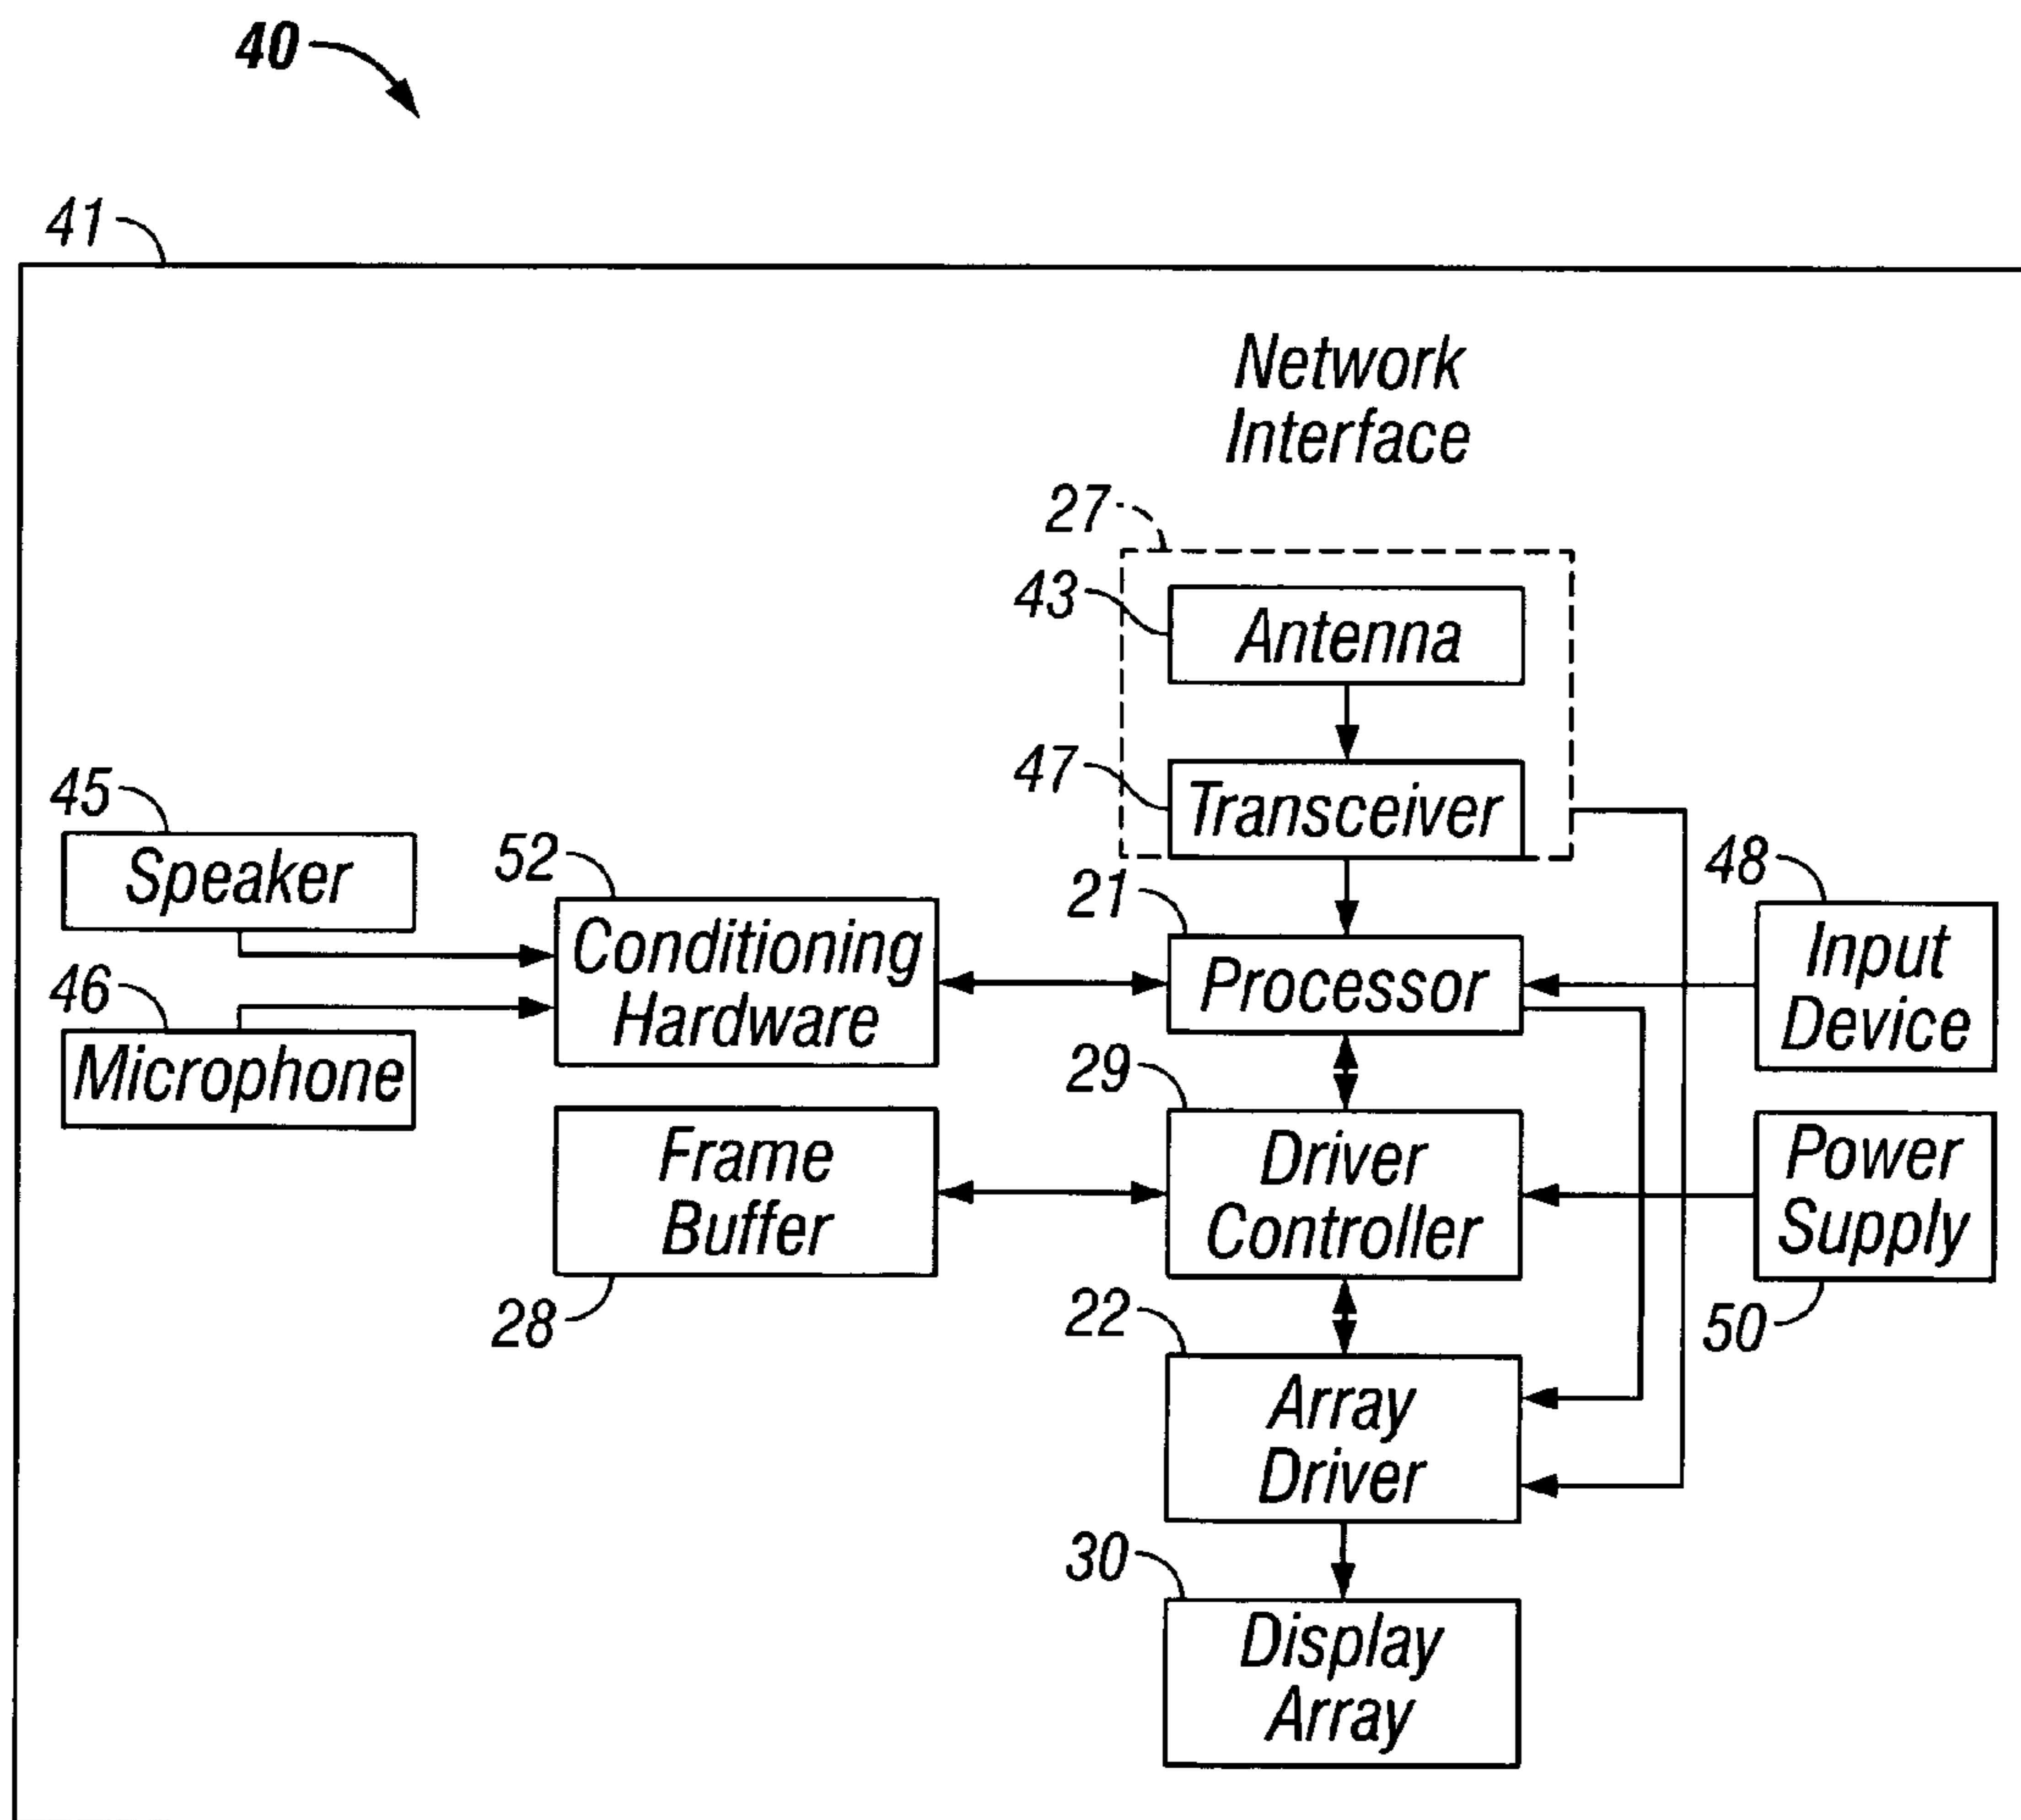 40
41
Network
Interface
27
43
Antenna
47
Transceiver
45
Speaker
52
Conditioning
Hardware
21
Processor
48
Input
Device
46
Microphone
29
Driver
Controller
Frame
Buffer
28
Power
Supply
50
22
Array
Driver
30
Display
Array